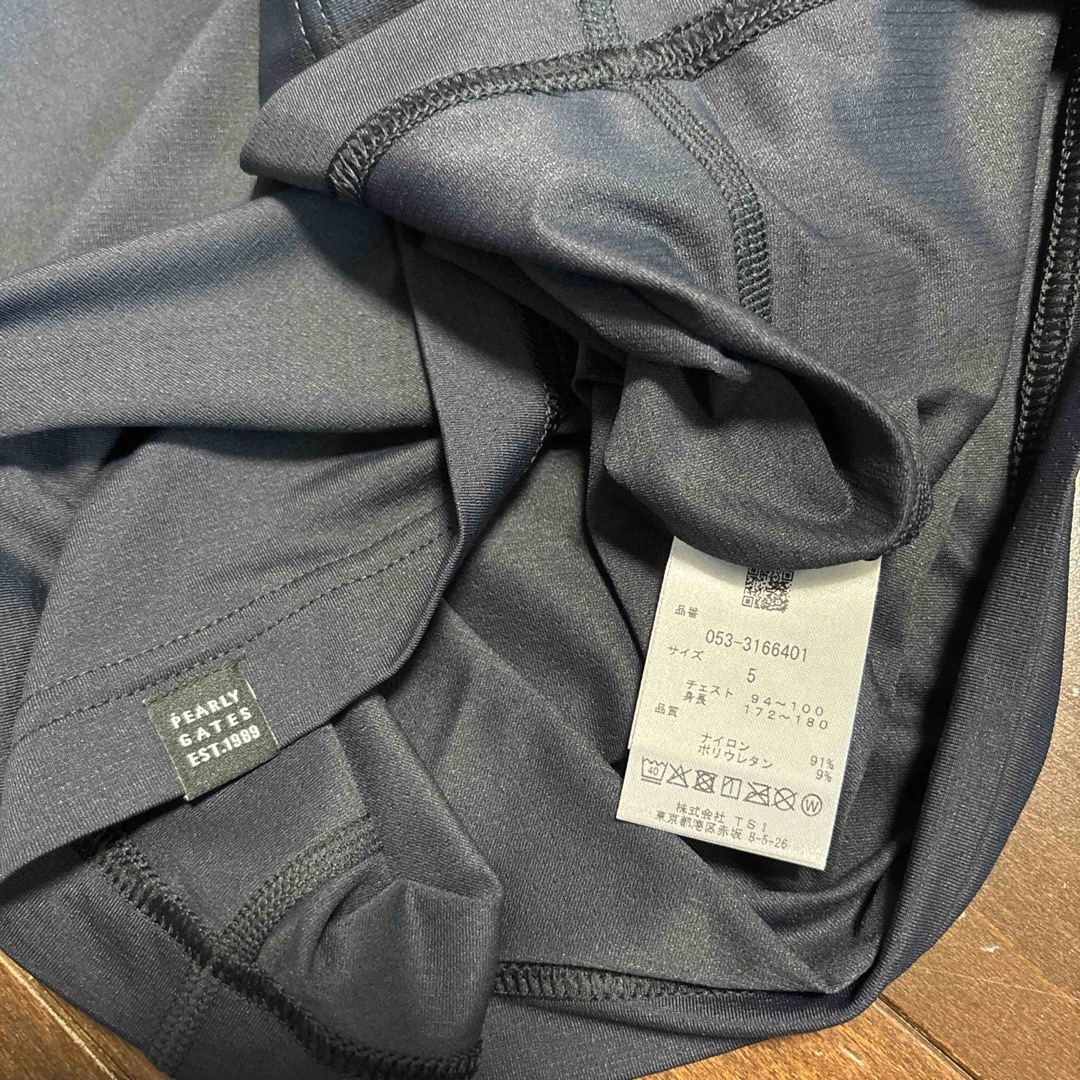 品番
053-3166401
サイズ
5
チェスト 94～100
身長 172～180
品質
ナイロン 91%
ポリウレタン 9%
40
W
株式会社 TSI
東京都港区赤坂 8-5-26
PEARLY
GATES
EST.1989